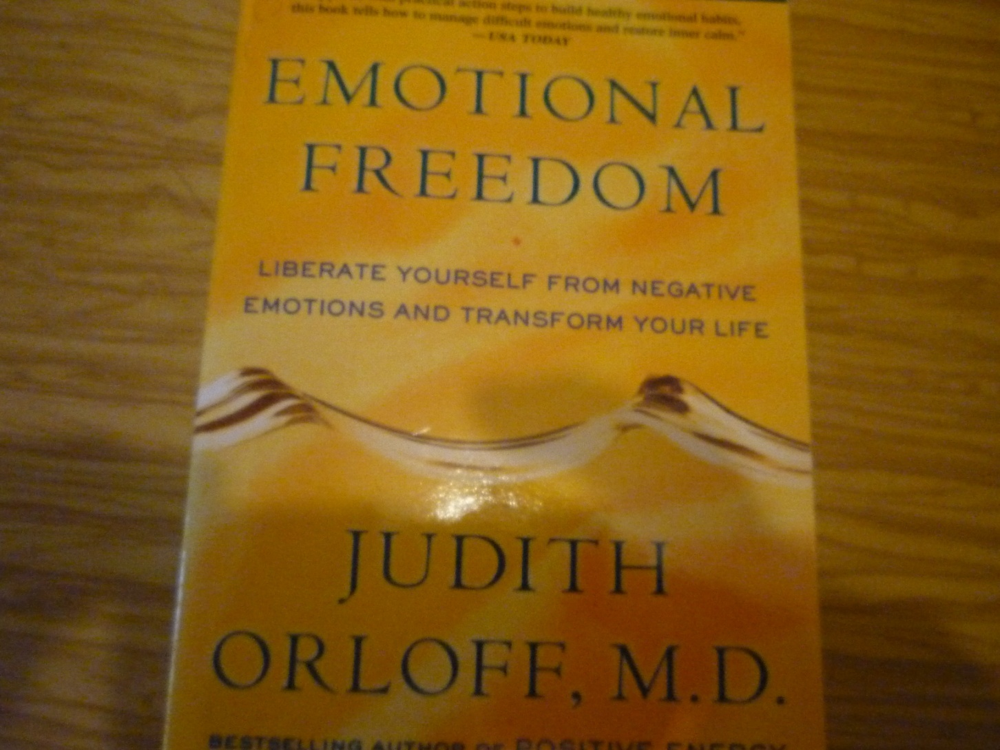 practical action steps to build healthy emotional habits,
this book tells how to manage difficult emotions and restore inner calm."
—USA TODAY
EMOTIONAL
FREEDOM
LIBERATE YOURSELF FROM NEGATIVE
EMOTIONS AND TRANSFORM YOUR LIFE
JUDITH
ORLOFF, M.D.
BESTSELLING AUTHOR OF POSITIVE ENERGY